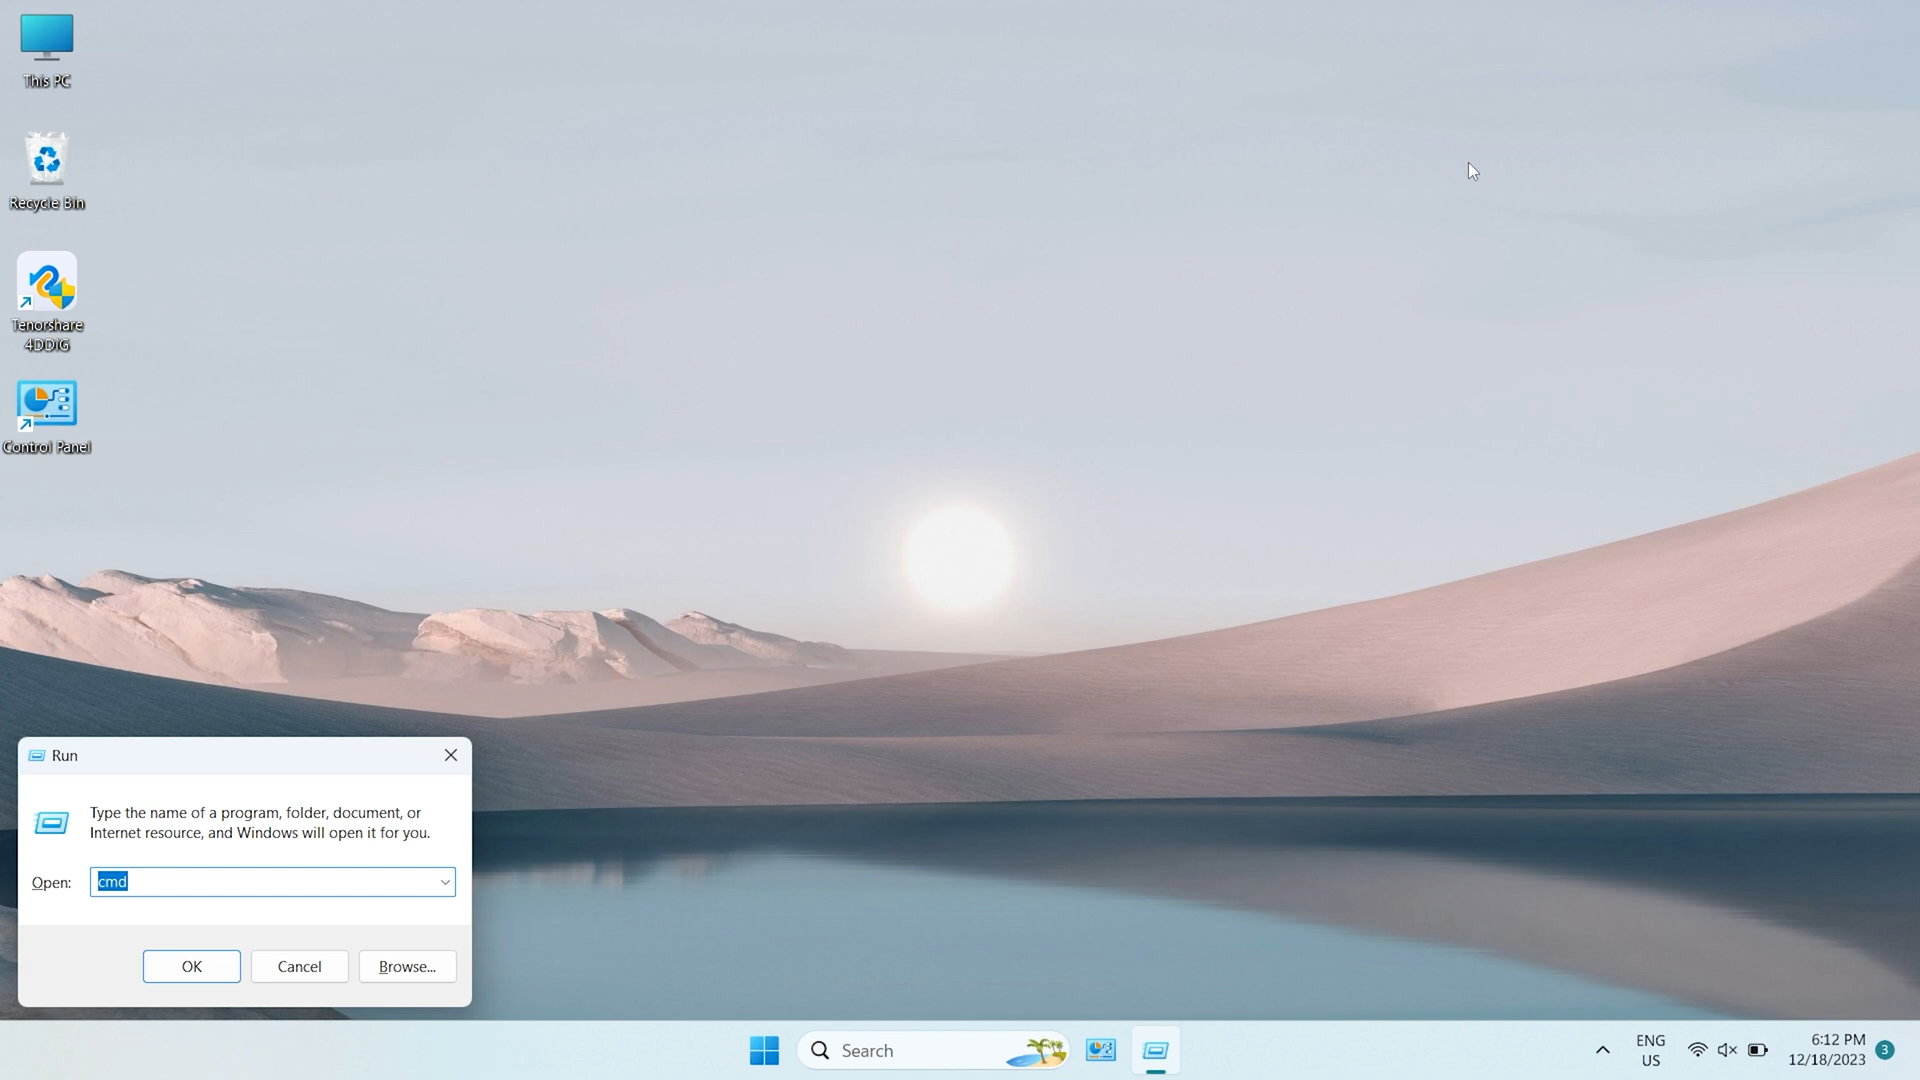 This PC
Recycle Bin
Tenorshare
4DDiG
Control Panel
Run
Type the name of a program, folder, document, or
Internet resource, and Windows will open it for you.
Open:
cmd
OK
Cancel
Browse...
Search
ENG
US
6:12 PM
12/18/2023
3